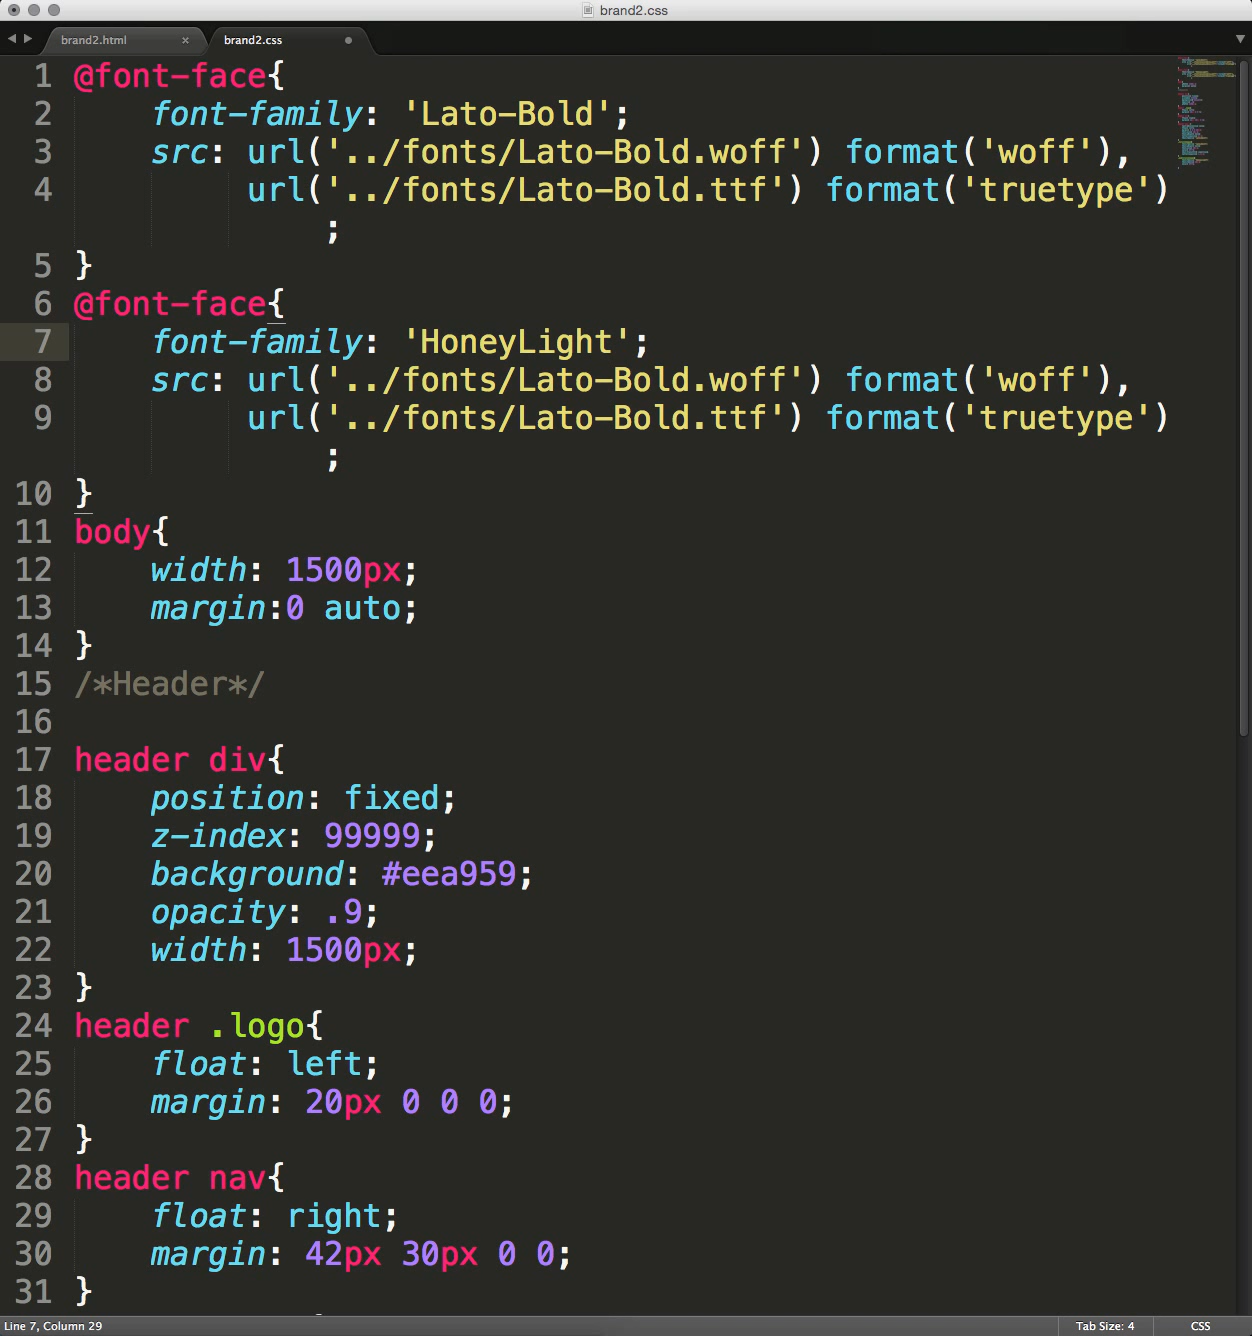 brand2.css
brand2.html × brand2.css
1 @font-face{
2 font-family: 'Lato-Bold';
3 src: url('../fonts/Lato-Bold.woff') format('woff'),
4 url('../fonts/Lato-Bold.ttf') format('truetype')
;
5 }
6 @font-face{
7 font-family: 'HoneyLight';
8 src: url('../fonts/Lato-Bold.woff') format('woff'),
9 url('../fonts/Lato-Bold.ttf') format('truetype')
;
10 }
11 body{
12 width: 1500px;
13 margin:0 auto;
14 }
15 /*Header*/
16
17 header div{
18 position: fixed;
19 z-index: 99999;
20 background: #eea959;
21 opacity: .9;
22 width: 1500px;
23 }
24 header .logo{
25 float: left;
26 margin: 20px 0 0 0;
27 }
28 header nav{
29 float: right;
30 margin: 42px 30px 0 0;
31 }
Line 7, Column 29 Tab Size: 4 CSS